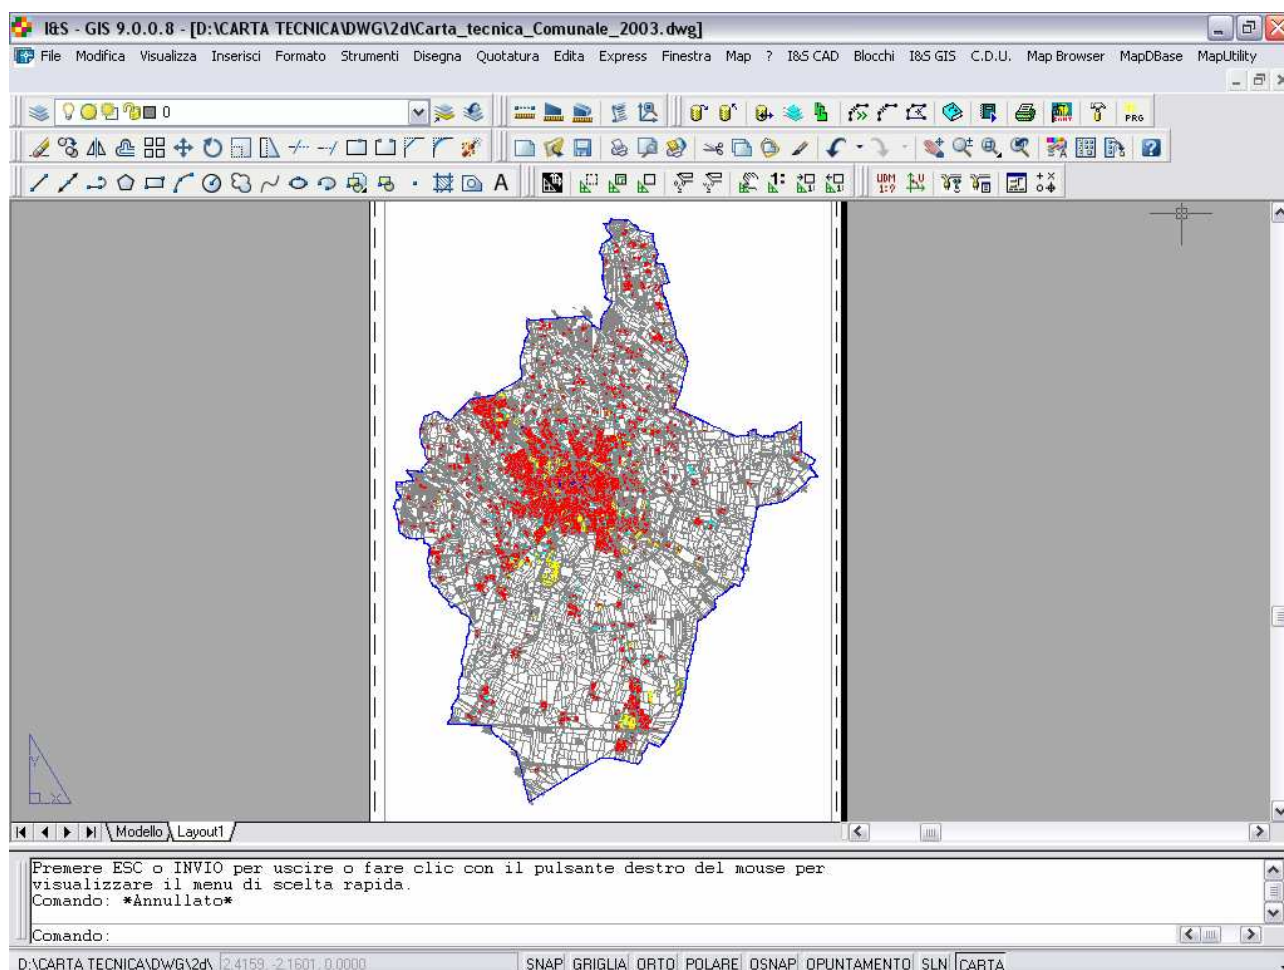 I&S - GIS 9.0.0.8 - [D:\CARTA TECNICA\DWG\2d\Carta_tecnica_Comunale_2003.dwg]
File Modifica Visualizza Inserisci Formato Strumenti Disegna Quotatura Edita Express Finestra Map ? I&S CAD Blocchi I&S GIS C.D.U. Map Browser MapDBase MapUtility
0
PRG
A
UDM
1:?
Y
X
Modello Layout1
Premere ESC o INVIO per uscire o fare clic con il pulsante destro del mouse per
visualizzare il menu di scelta rapida.
Comando: *Annullato*
Comando:
D:\CARTA TECNICA\DWG\2d\ 2.4159, -2.1601, 0.0000 SNAP GRIGLIA ORTO POLARE OSNAP OPUNTAMENTO SLN CARTA